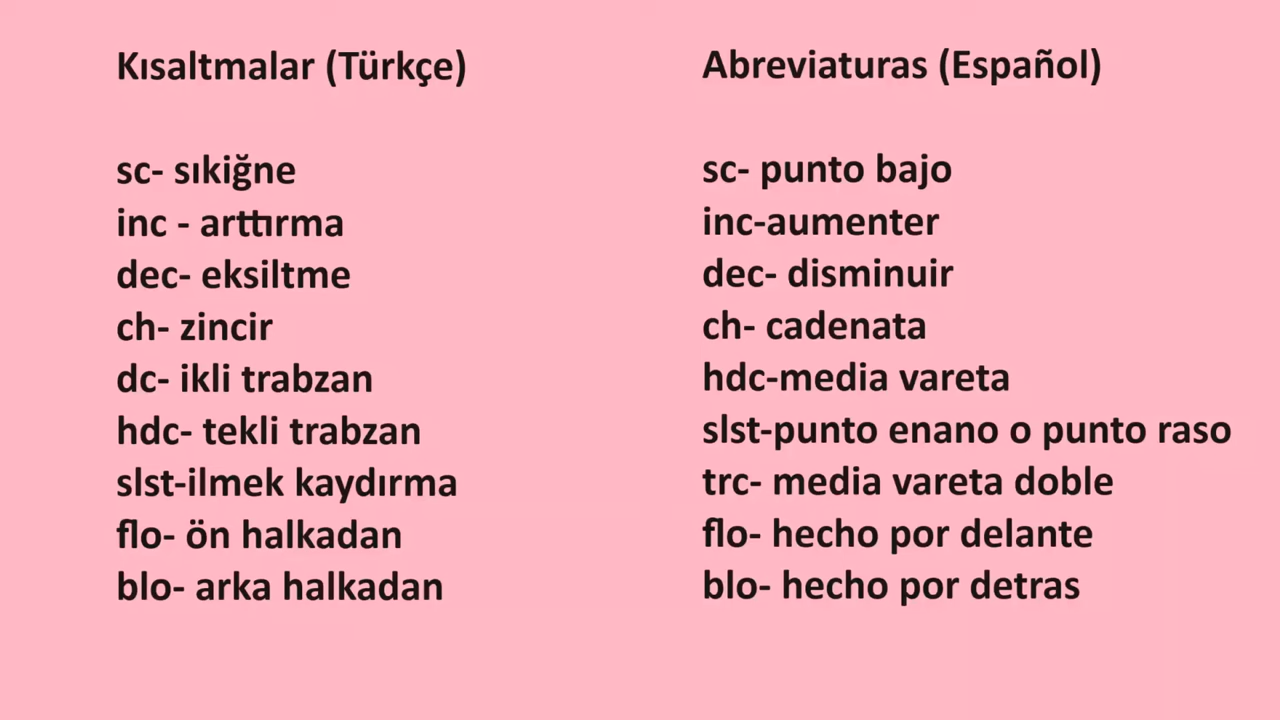 Kısaltmalar (Türkçe)
sc- sıkiğne
inc - arttırma
dec- eksiltme
ch- zincir
dc- ikli trabzan
hdc- tekli trabzan
slst-ilmek kaydırma
flo- ön halkadan
blo- arka halkadan
Abreviaturas (Español)
sc- punto bajo
inc-aumenter
dec- disminuir
ch- cadenata
hdc-media vareta
slst-punto enano o punto raso
trc- media vareta doble
flo- hecho por delante
blo- hecho por detras